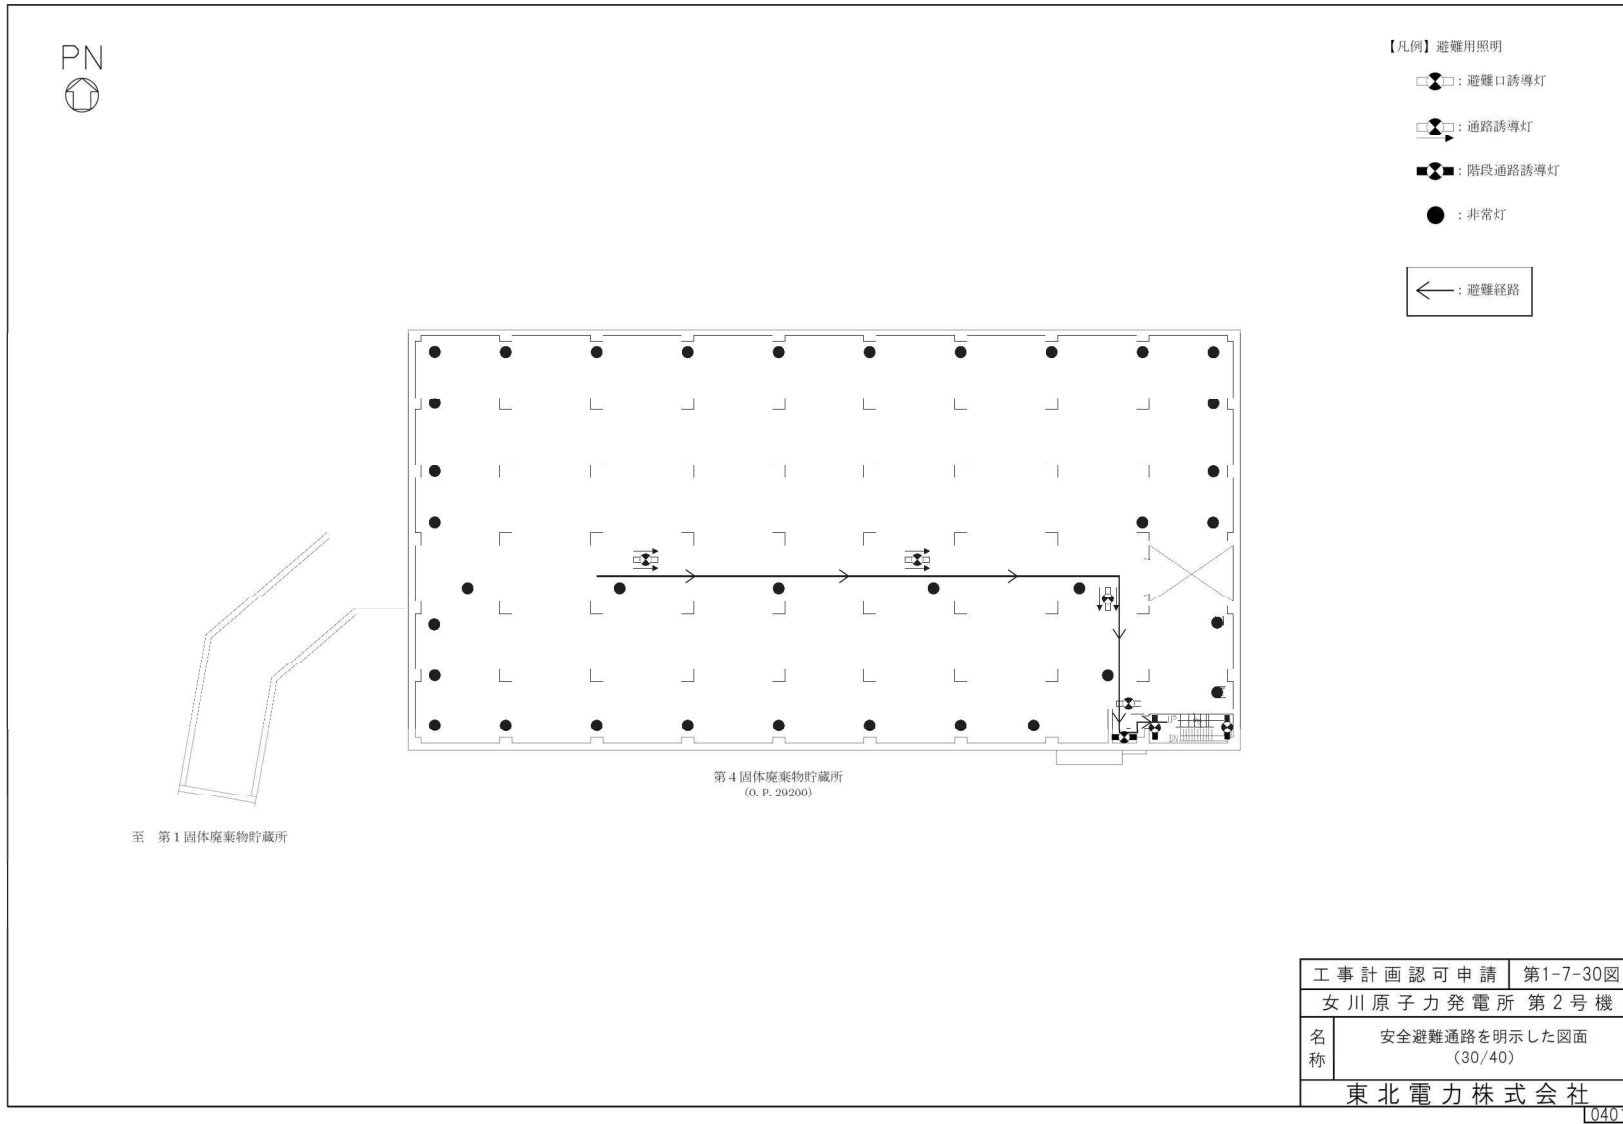 PN
【凡例】避難用照明
：避難口誘導灯
：通路誘導灯
：階段通路誘導灯
：非常灯
：避難経路
UP
DN
第４固体廃棄物貯蔵所
(O. P. 29200)
至　第１固体廃棄物貯蔵所
工事計画認可申請 第1-7-30図
女川原子力発電所 第２号機
名称
安全避難通路を明示した図面
(30/40)
東北電力株式会社